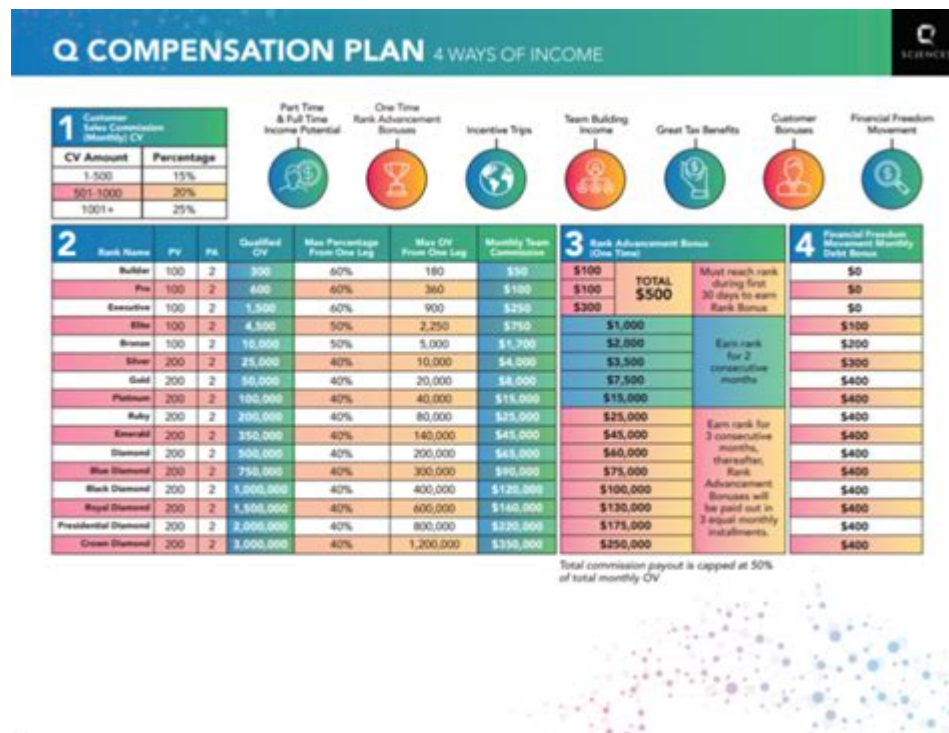 Q COMPENSATION PLAN 4 WAYS OF INCOME
Q
SCIENCES
1 Customer
Sales Commission
(Monthly) CV
CV Amount Percentage
1-500 15%
501-1000 20%
1001+ 25%
Part Time
& Full Time
Income Potential
One Time
Rank Advancement
Bonuses
Incentive Trips
Team Building
Income
Great Tax Benefits
Customer
Bonuses
Financial Freedom
Movement
2 Rank Name PV PA Qualified OV Max Percentage From One Leg Max OV From One Leg Monthly Team Commission
Builder 100 2 300 60% 180 $50
Pro 100 2 600 60% 360 $100
Executive 100 2 1,500 60% 900 $250
Elite 100 2 4,500 50% 2,250 $750
Bronze 100 2 10,000 50% 5,000 $1,700
Silver 200 2 25,000 40% 10,000 $4,000
Gold 200 2 50,000 40% 20,000 $8,000
Platinum 200 2 100,000 40% 40,000 $15,000
Ruby 200 2 200,000 40% 80,000 $25,000
Emerald 200 2 350,000 40% 140,000 $45,000
Diamond 200 2 500,000 40% 200,000 $65,000
Blue Diamond 200 2 750,000 40% 300,000 $90,000
Black Diamond 200 2 1,000,000 40% 400,000 $120,000
Royal Diamond 200 2 1,500,000 40% 600,000 $160,000
Presidential Diamond 200 2 2,000,000 40% 800,000 $220,000
Crown Diamond 200 2 3,000,000 40% 1,200,000 $350,000
3 Rank Advancement Bonus
(One Time)
$100
$100
$300
TOTAL
$500
Must reach rank
during first
30 days to earn
Rank Bonus
$1,000
$2,000
$3,500
$7,500
$15,000
Earn rank
for 2
consecutive
months
$25,000
$45,000
$60,000
$75,000
$100,000
$130,000
$175,000
$250,000
Earn rank for
3 consecutive
months,
thereafter,
Rank
Advancement
Bonuses will
be paid out in
3 equal monthly
installments.
4 Financial Freedom
Movement Monthly
Debt Bonus
$0
$0
$0
$100
$200
$300
$400
$400
$400
$400
$400
$400
$400
$400
$400
$400
Total commission payout is capped at 50%
of total monthly OV